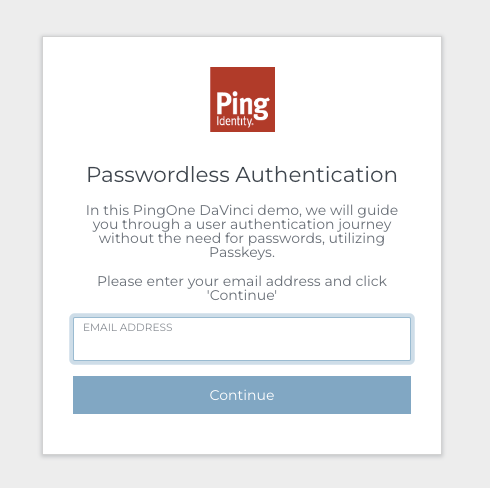 Ping
Identity.
Passwordless Authentication
In this PingOne DaVinci demo, we will guide
you through a user authentication journey
without the need for passwords, utilizing
Passkeys.
Please enter your email address and click
'Continue'
EMAIL ADDRESS
Continue